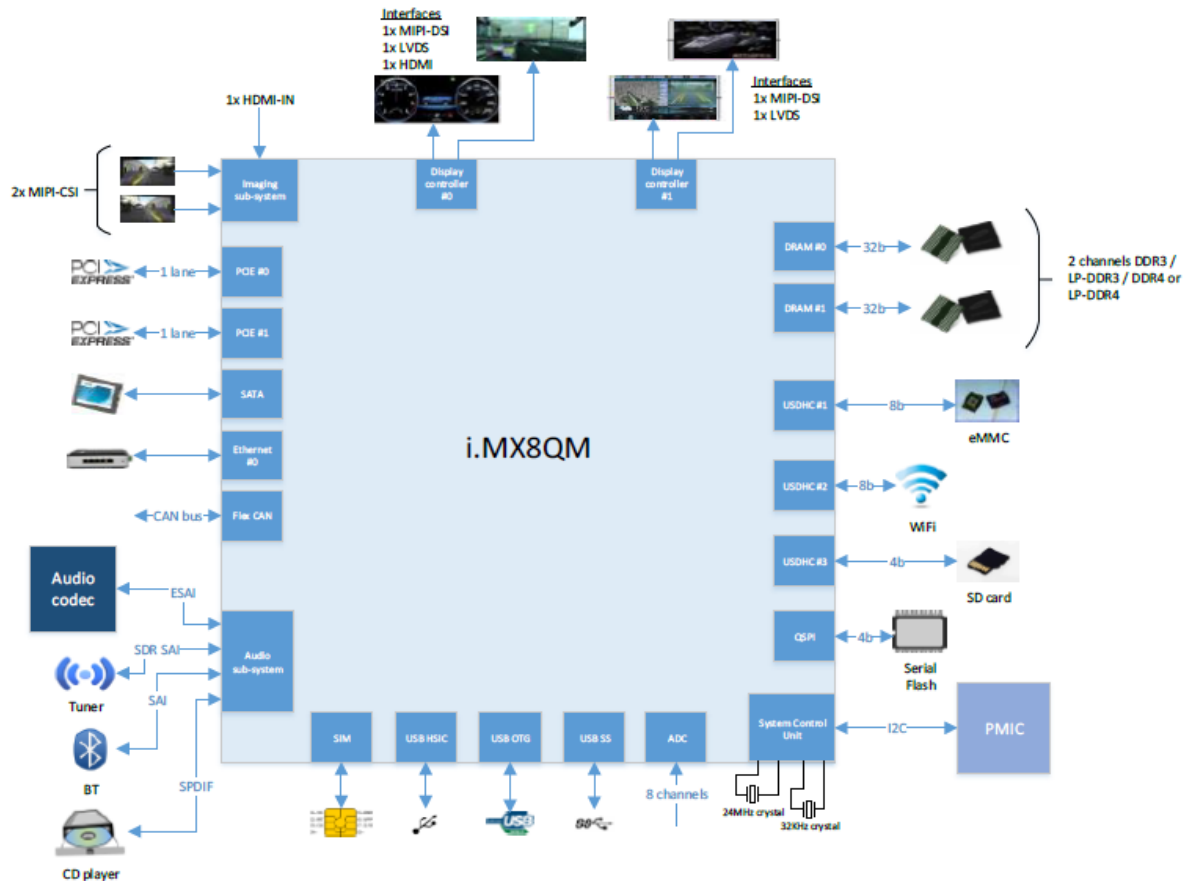 Interfaces
1x MIPI-DSI
1x LVDS
1x HDMI
Interfaces
1x MIPI-DSI
1x LVDS
1x HDMI-IN
2x MIPI-CSI
Imaging
sub-system
Display
controller
#0
Display
controller
#1
DRAM #0
32b
DRAM #1
32b
2 channels DDR3 /
LP-DDR3 / DDR4 or
LP-DDR4
PCI
EXPRESS
1 lane
PCIE #0
PCI
EXPRESS
1 lane
PCIE #1
SATA
Ethernet
#0
CAN bus
Flex CAN
i.MX8QM
USDHC #1
8b
eMMC
USDHC #2
8b
WiFi
USDHC #3
4b
SD card
QSPI
4b
Serial
Flash
Audio
codec
ESAI
SDR SAI
Tuner
SAI
BT
SPDIF
CD player
Audio
sub-system
SIM
USB HSIC
USB OTG
USB SS
ADC
8 channels
System Control
Unit
I2C
PMIC
24MHz crystal
32KHz crystal
USB
SS